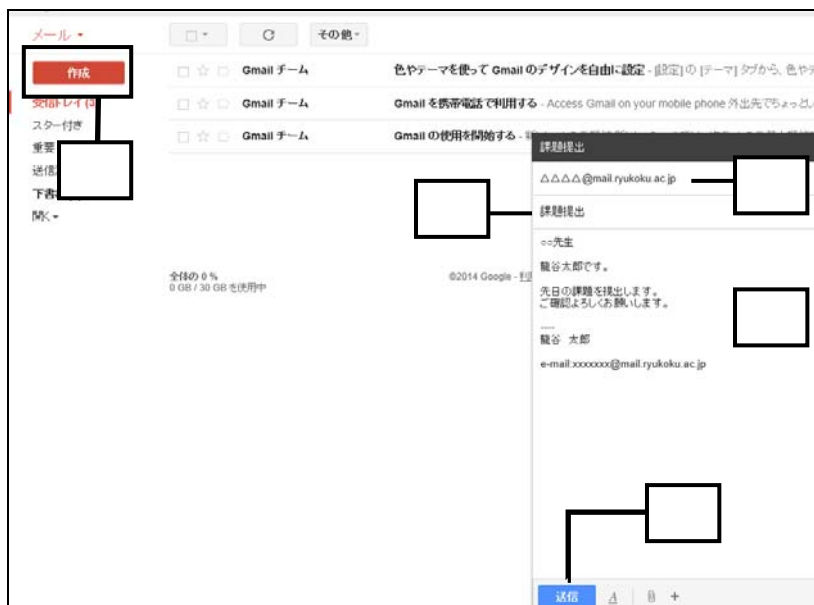 メール
その他
作成
Gmail チーム 色やテーマを使って Gmail のデザインを自由に設定 - [設定] の [テーマ] タブから、色やテ
受信トレイ (3
Gmail チーム Gmail を携帯電話で利用する - Access Gmail on your mobile phone 外出先でちょっとし
スター付き
Gmail チーム Gmail の使用を開始する -
重要
送信
下書
開く
全体の 0 %
0 GB / 30 GB を使用中
©2014 Google -
課題提出
△△△△@mail.ryukoku.ac.jp
課題提出
○○先生
龍谷太郎です。
先日の課題を提出します。
ご確認よろしくお願いします。
-----
龍谷 太郎
e-mail:xxxxxxx@mail.ryukoku.ac.jp
送信 A